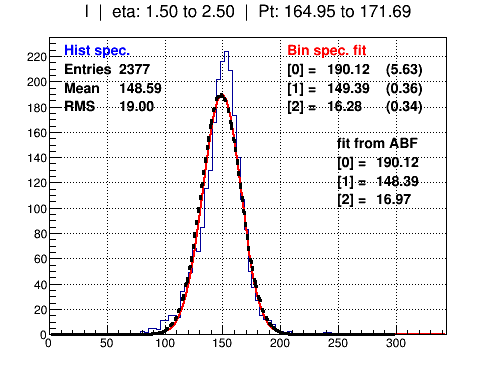 I | eta: 1.50 to 2.50 | Pt: 164.95 to 171.69
Hist spec.
Entries 2377
Mean 148.59
RMS 19.00
Bin spec. fit
[0] = 190.12 (5.63)
[1] = 149.39 (0.36)
[2] = 16.28 (0.34)
fit from ABF
[0] = 190.12
[1] = 148.39
[2] = 16.97
220
200
180
160
140
120
100
80
60
40
20
0
0 50 100 150 200 250 300